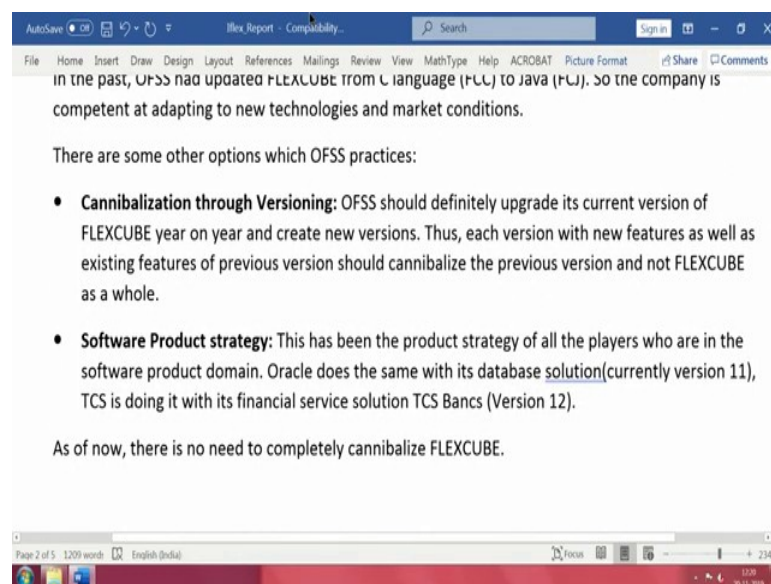 AutoSave Off Iflex_Report - Compatibility... Search Sign in
File Home Insert Draw Design Layout References Mailings Review View MathType Help ACROBAT Picture Format Share Comments
In the past, OFSS had updated FLEXCUBE from C language (FCC) to Java (FCJ). So the company is
competent at adapting to new technologies and market conditions.
There are some other options which OFSS practices:
• Cannibalization through Versioning: OFSS should definitely upgrade its current version of
FLEXCUBE year on year and create new versions. Thus, each version with new features as well as
existing features of previous version should cannibalize the previous version and not FLEXCUBE
as a whole.
• Software Product strategy: This has been the product strategy of all the players who are in the
software product domain. Oracle does the same with its database solution(currently version 11),
TCS is doing it with its financial service solution TCS Bancs (Version 12).
As of now, there is no need to completely cannibalize FLEXCUBE.
Page 2 of 5 1209 words English (India) Focus 234
12:20